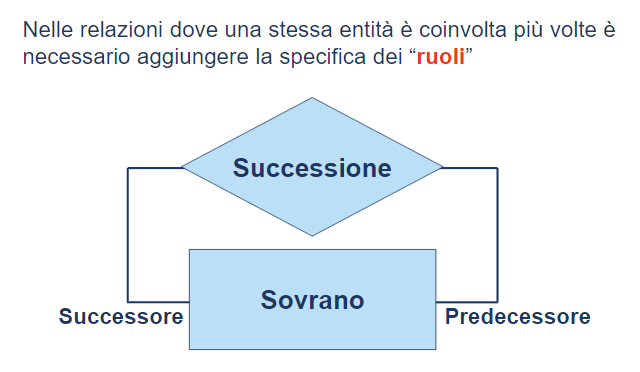 Nelle relazioni dove una stessa entità è coinvolta più volte è
necessario aggiungere la specifica dei “ruoli”
Successione
Sovrano
Successore
Predecessore